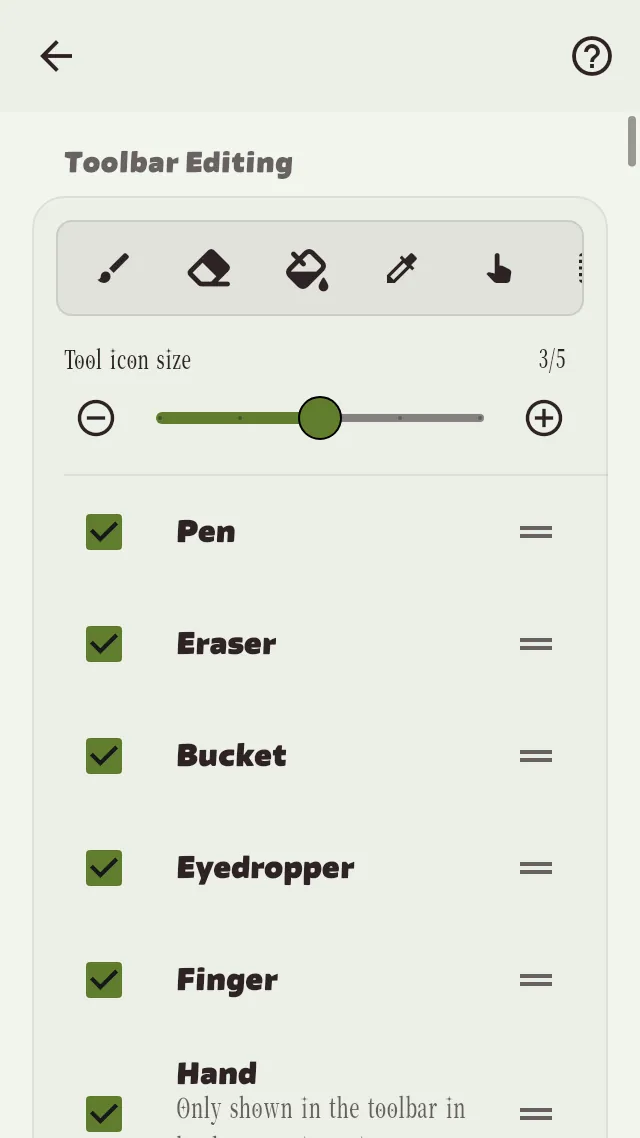 Toolbar Editing
Tool icon size
3/5
Pen
Eraser
Bucket
Eyedropper
Finger
Hand
Only shown in the toolbar in